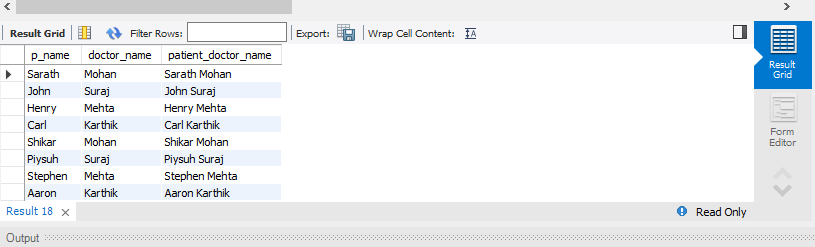 Result Grid Filter Rows: Export: Wrap Cell Content: IA
p_name doctor_name patient_doctor_name
Sarath Mohan Sarath Mohan
John Suraj John Suraj
Henry Mehta Henry Mehta
Carl Karthik Carl Karthik
Shikar Mohan Shikar Mohan
Piysuh Suraj Piysuh Suraj
Stephen Mehta Stephen Mehta
Aaron Karthik Aaron Karthik
Result
Grid
Form
Editor
Result 18 Read Only
Output